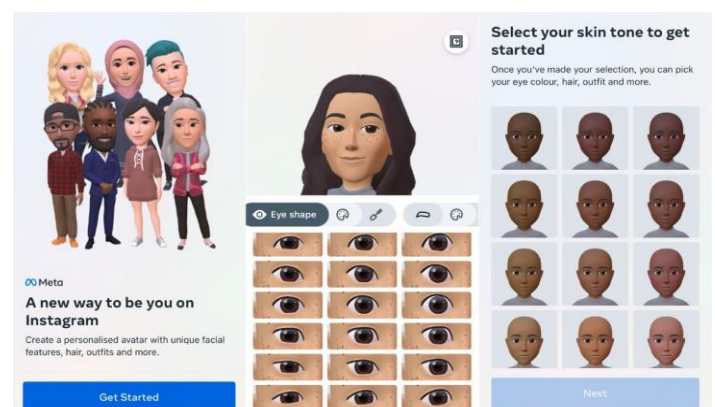 Meta
A new way to be you on
Instagram
Create a personalised avatar with unique facial
features, hair, outfits and more.
Get Started
Eye shape
Select your skin tone to get
started
Once you've made your selection, you can pick
your eye colour, hair, outfit and more.
Next